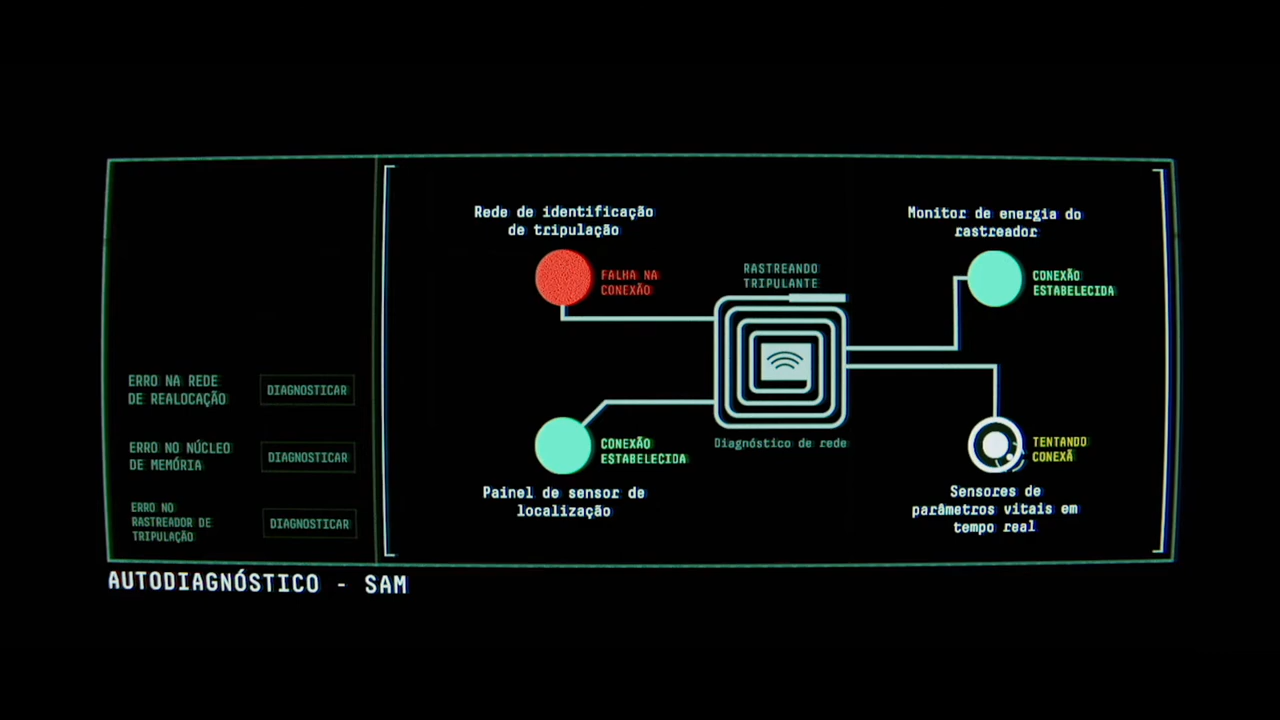 Rede de identificação
de tripulação
FALHA NA
CONEXÃO
RASTREANDO
TRIPULANTE
Monitor de energia do
rastreador
CONEXÃO
ESTABELECIDA
ERRO NA REDE
DE REALOCAÇÃO
DIAGNOSTICAR
ERRO NO NÚCLEO
DE MEMÓRIA
DIAGNOSTICAR
ERRO NO
RASTREADOR DE
TRIPULAÇÃO
DIAGNOSTICAR
CONEXÃO
ESTABELECIDA
Painel de sensor de
localização
Diagnóstico de rede
TENTANDO
CONEXÃ
Sensores de
parâmetros vitais em
tempo real
AUTODIAGNÓSTICO - SAM